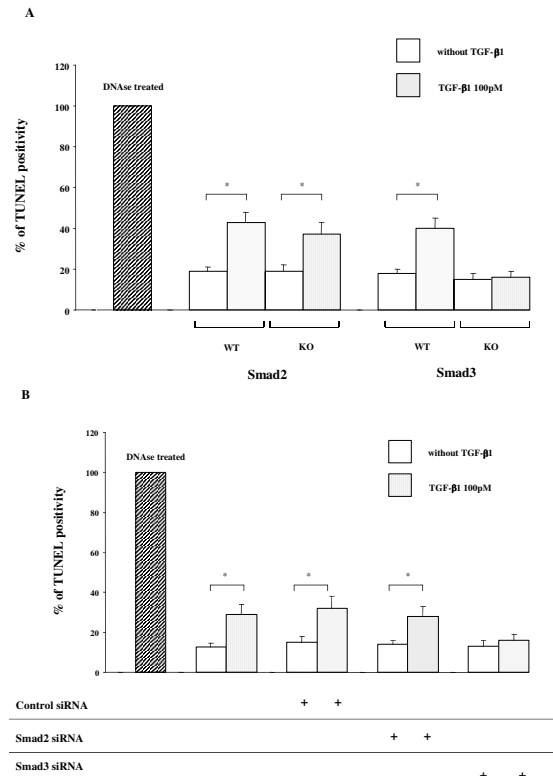 A
without TGF-β1
TGF-β1 100pM
DNAse treated
% of TUNEL positivity
120
100
80
60
40
20
0
*
*
*
WT
KO
WT
KO
Smad2
Smad3
B
without TGF-β1
TGF-β1 100pM
DNAse treated
% of TUNEL positivity
120
100
80
60
40
20
0
*
*
*
Control siRNA + +
Smad2 siRNA + +
Smad3 siRNA + +